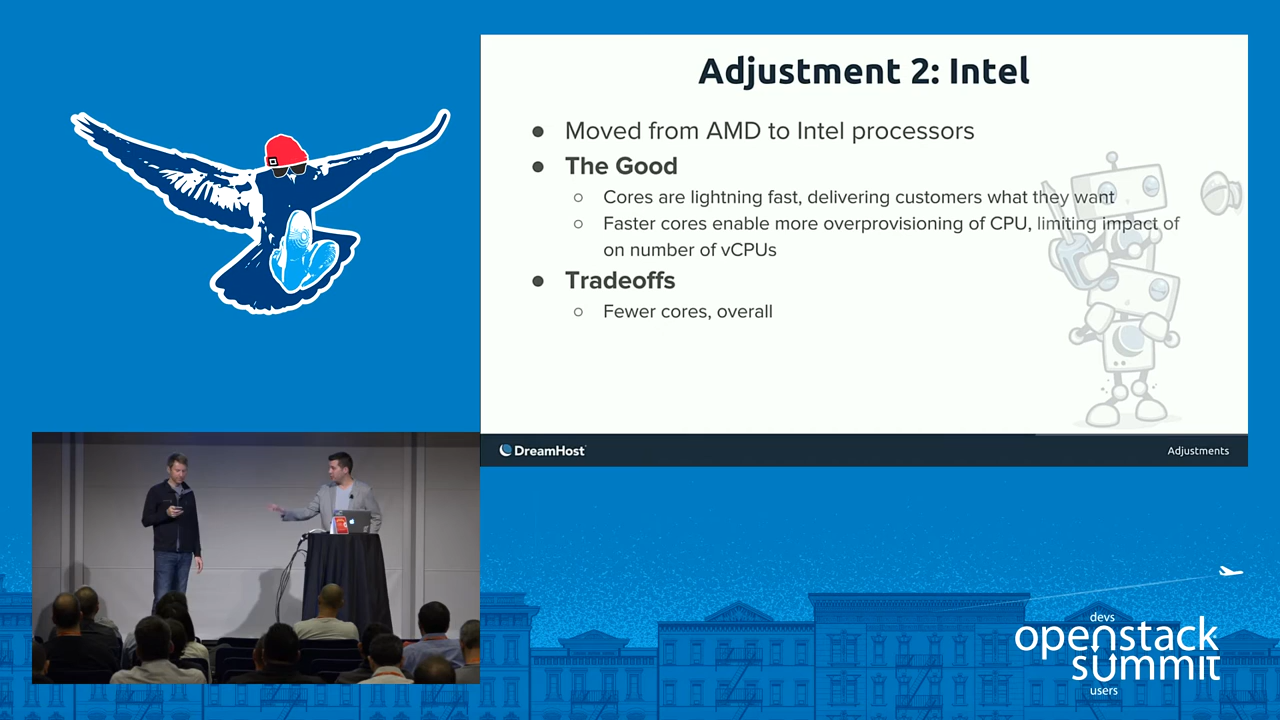 Adjustment 2: Intel
● Moved from AMD to Intel processors
● The Good
○ Cores are lightning fast, delivering customers what they want
○ Faster cores enable more overprovisioning of CPU, limiting impact of
on number of vCPUs
● Tradeoffs
○ Fewer cores, overall
DreamHost
Adjustments
devs
openstack
summit
users